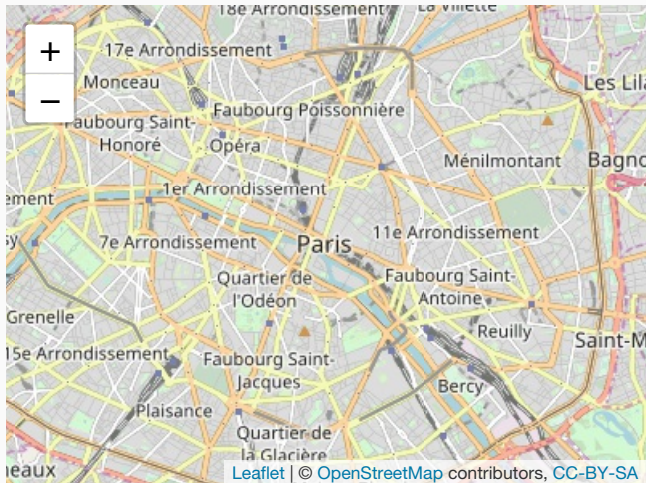 18e Arrondissement
La Villette
+
17e Arrondissement
Monceau
Les Lila
−
Faubourg Poissonnière
Faubourg Saint-
Honoré
Opéra
Ménilmontant
Bagno
1er Arrondissement
ement
11e Arrondissement
sy
7e Arrondissement
Paris
Quartier de
l'Odéon
Faubourg Saint-
Antoine
Grenelle
Reuilly
Saint-M
15e Arrondissement
Faubourg Saint-
Jacques
Bercy
Plaisance
Quartier de
la Glacière
neaux
Leaflet | © OpenStreetMap contributors, CC-BY-SA